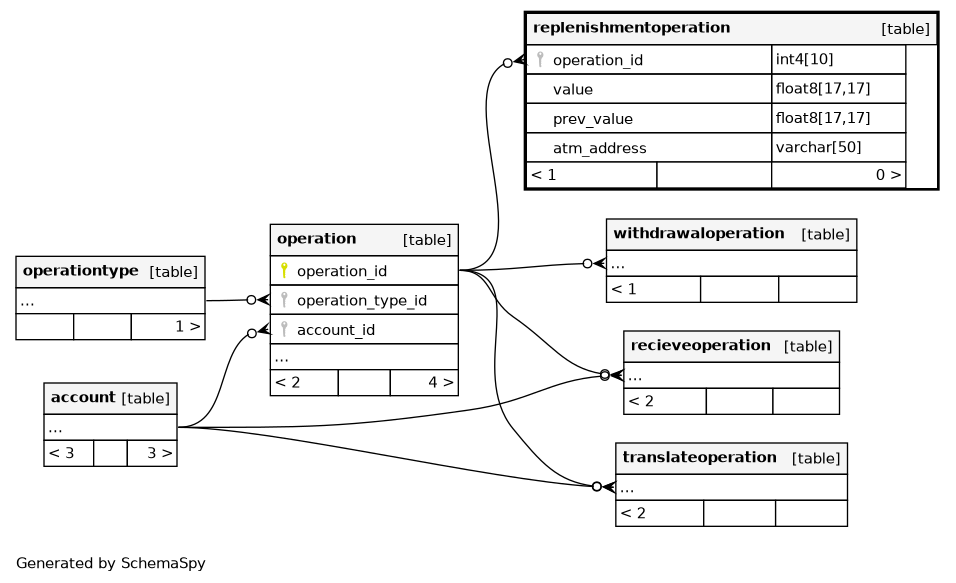 replenishmentoperation [table]
operation_id int4[10]
value float8[17,17]
prev_value float8[17,17]
atm_address varchar[50]
< 1 0 >
operation [table]
operation_id
operation_type_id
account_id
...
< 2 4 >
operationtype [table]
...
1 >
account [table]
...
< 3 3 >
withdrawaloperation [table]
...
< 1
recieveoperation [table]
...
< 2
translateoperation [table]
...
< 2
Generated by SchemaSpy